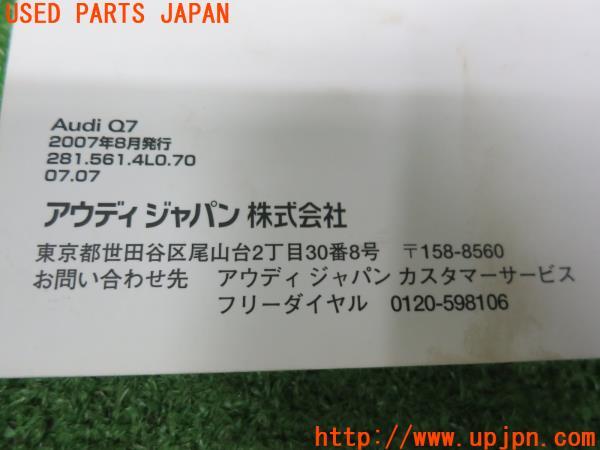 USED PARTS JAPAN
Audi Q7
2007年8月発行
281.561.4L0.70
07.07
アウディ ジャパン 株式会社
東京都世田谷区尾山台2丁目30番8号 〒158-8560
お問い合わせ先 アウディ ジャパン カスタマーサービス
フリーダイヤル 0120-598106
UPJ
http://www.upjpn.com